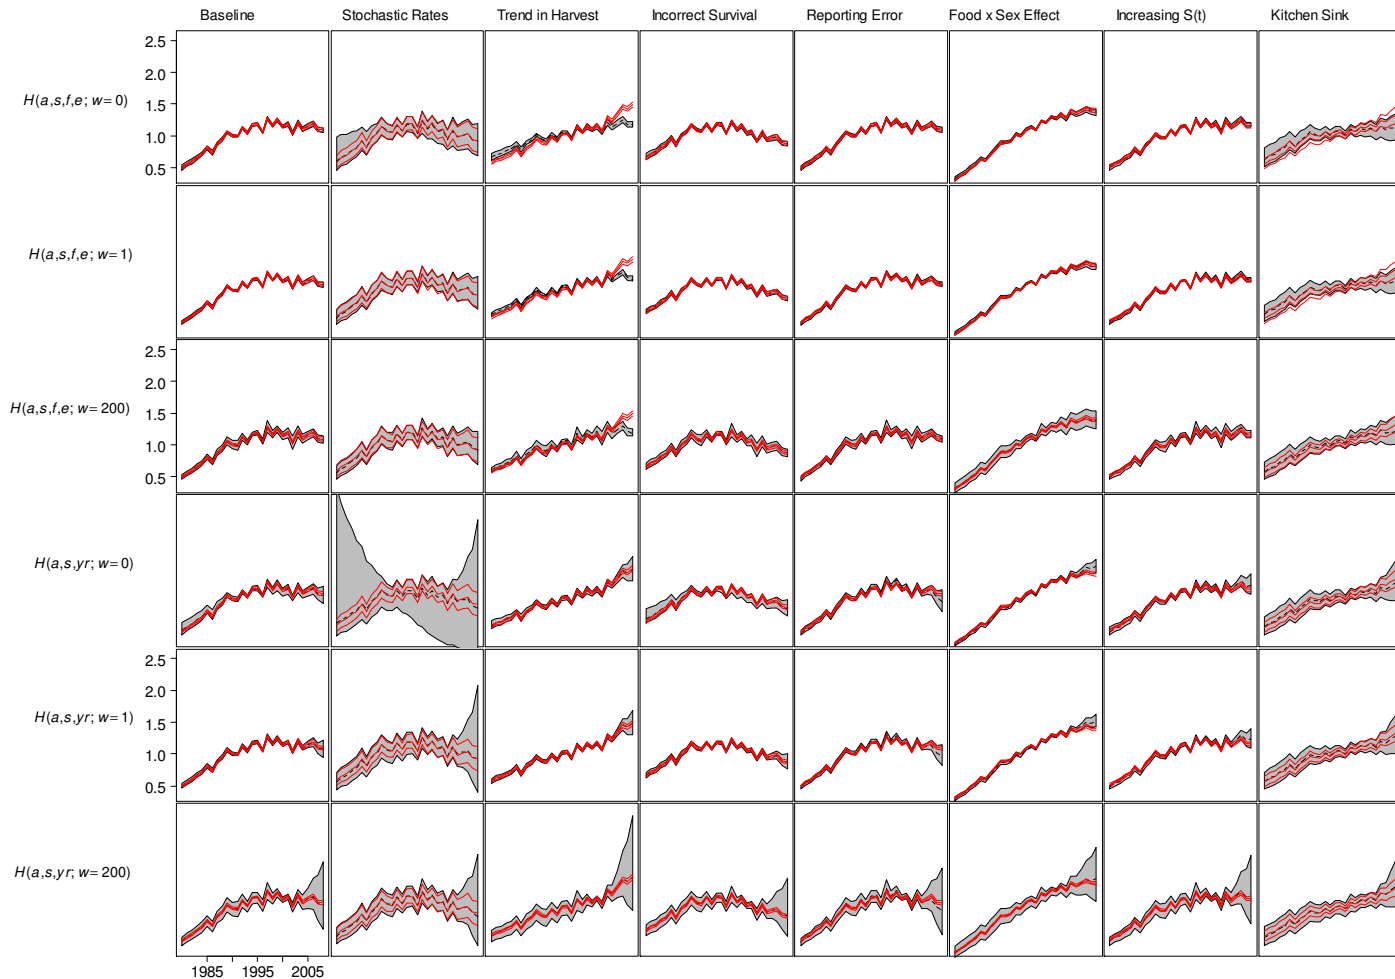 Baseline
Stochastic Rates
Trend in Harvest
Incorrect Survival
Reporting Error
Food x Sex Effect
Increasing S(t)
Kitchen Sink
2.5
2.0
1.5
1.0
0.5
H(a,s,f,e; w= 0)
H(a,s,f,e; w= 1)
2.5
2.0
1.5
1.0
0.5
H(a,s,f,e; w= 200)
H(a,s,yr; w= 0)
2.5
2.0
1.5
1.0
0.5
H(a,s,yr; w= 1)
H(a,s,yr; w= 200)
1985
1995
2005